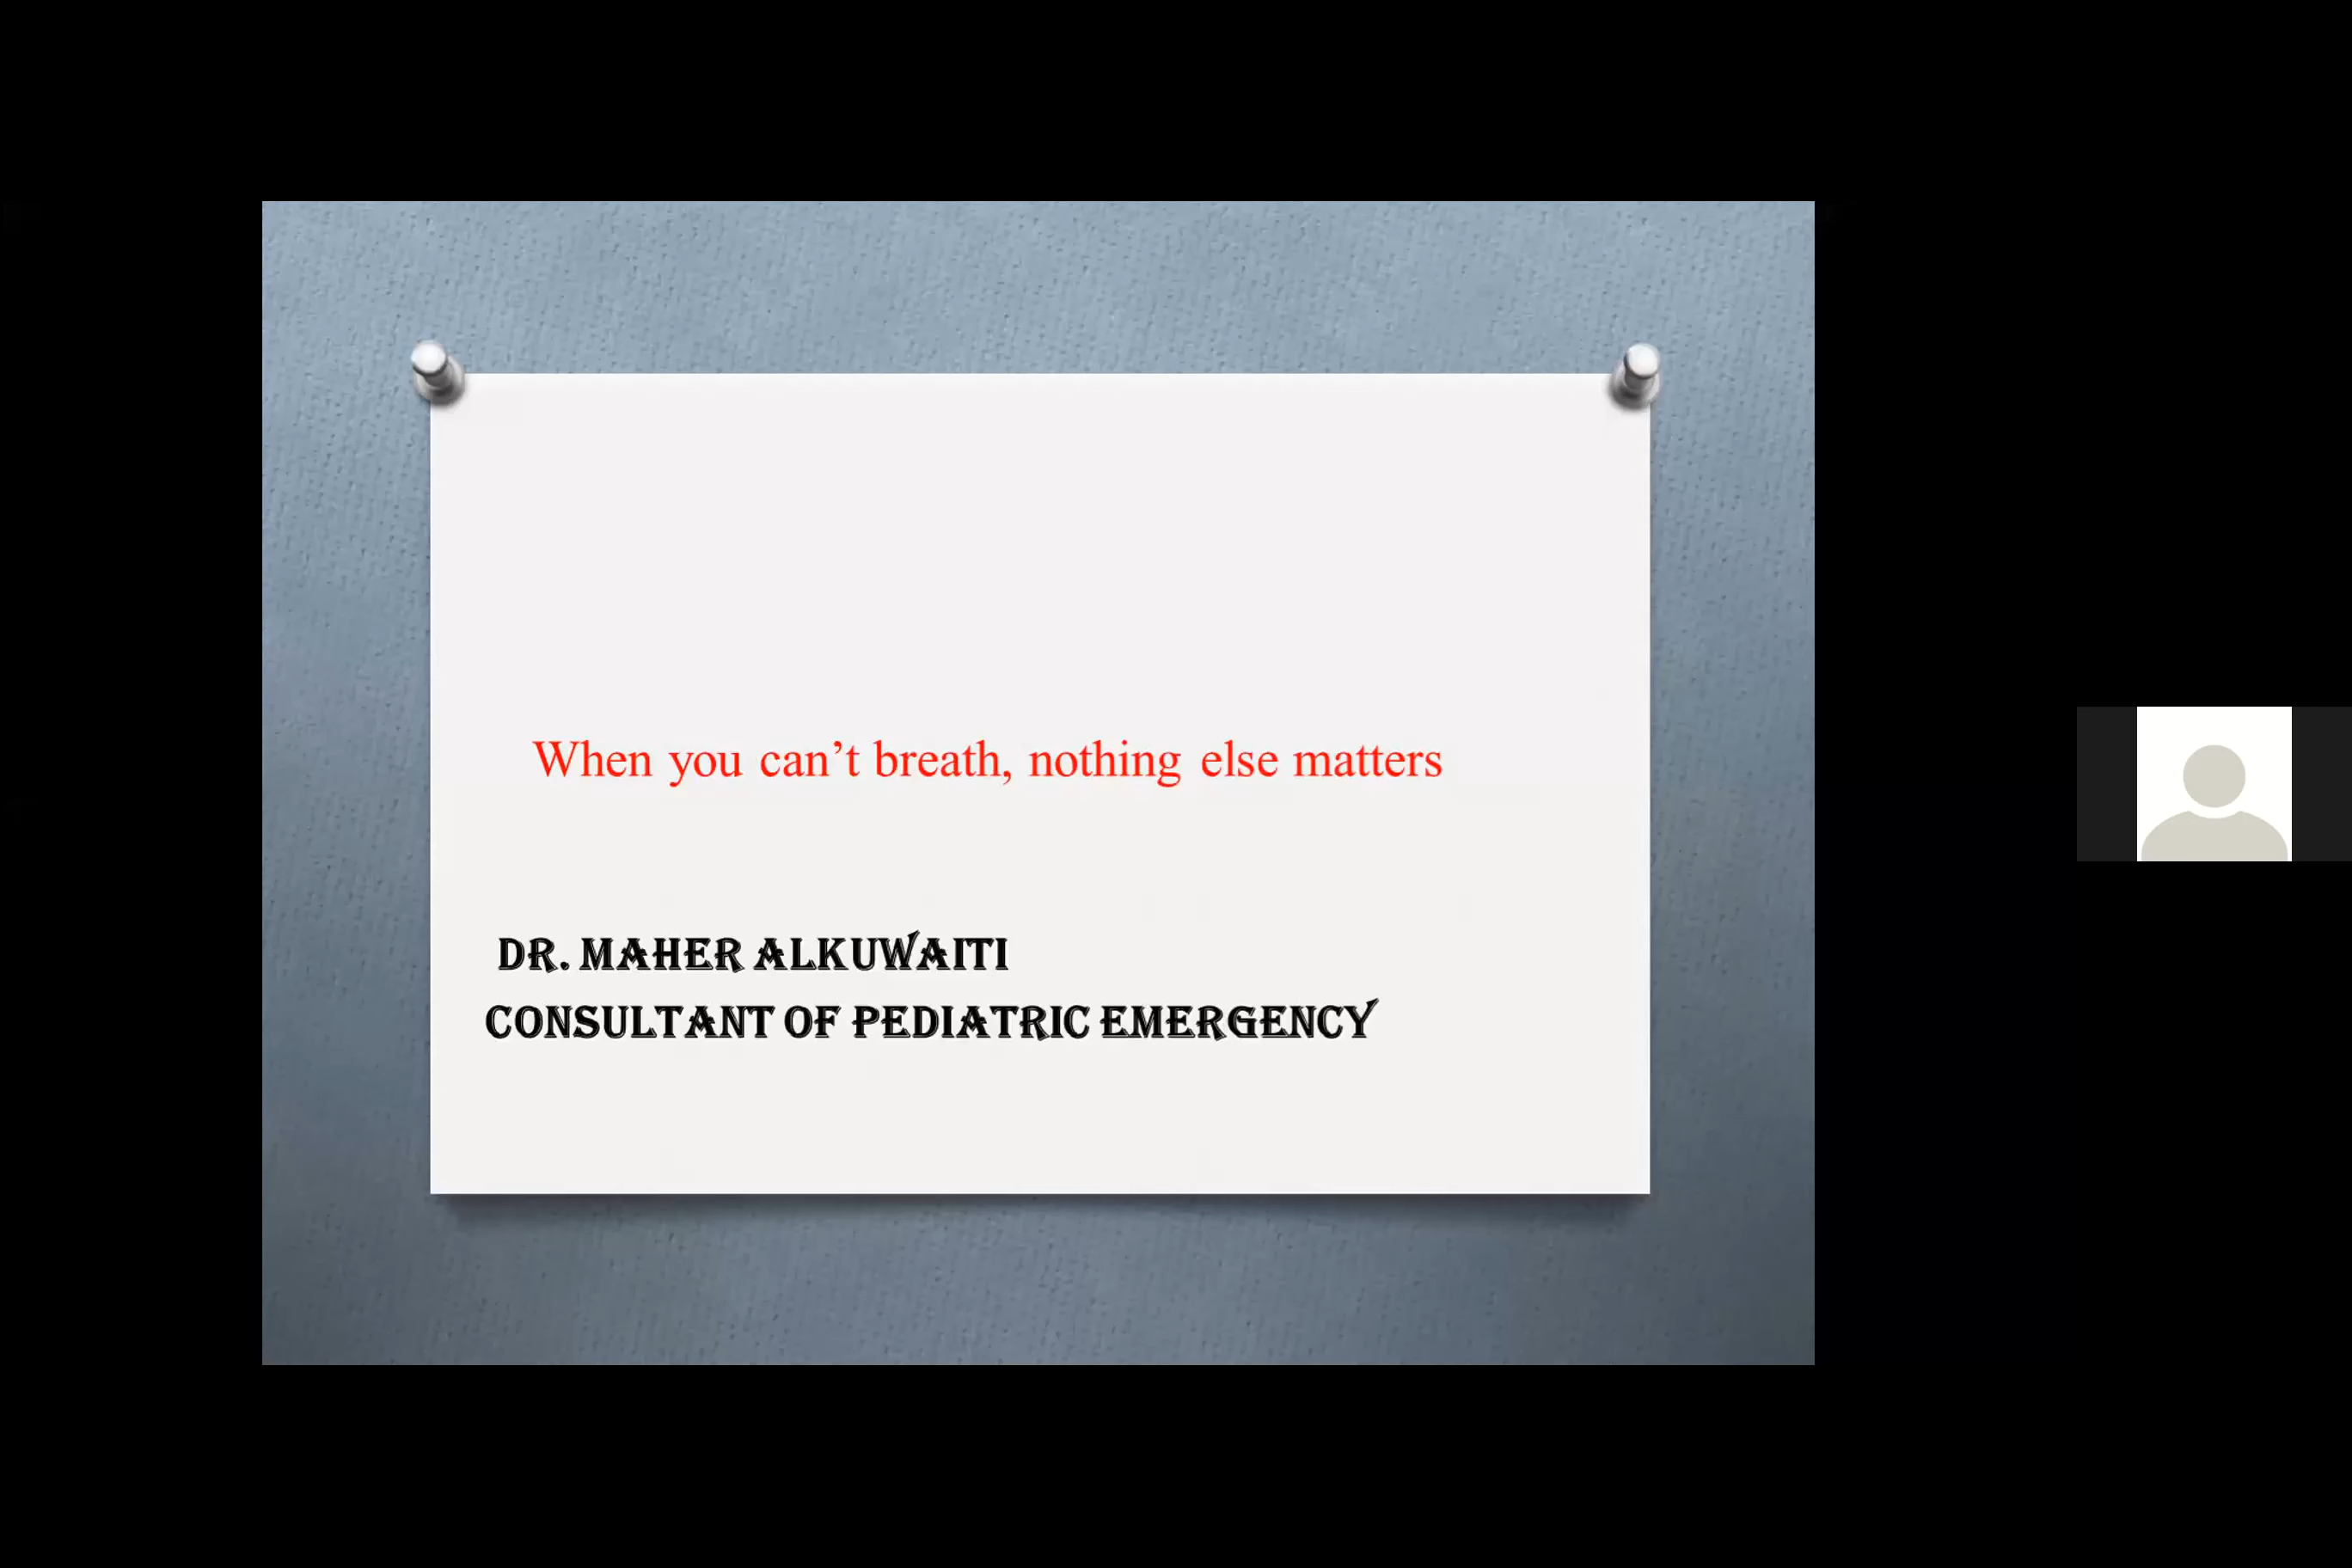 When you can’t breath, nothing else matters
DR. MAHER ALKUWAITI
CONSULTANT OF PEDIATRIC EMERGENCY